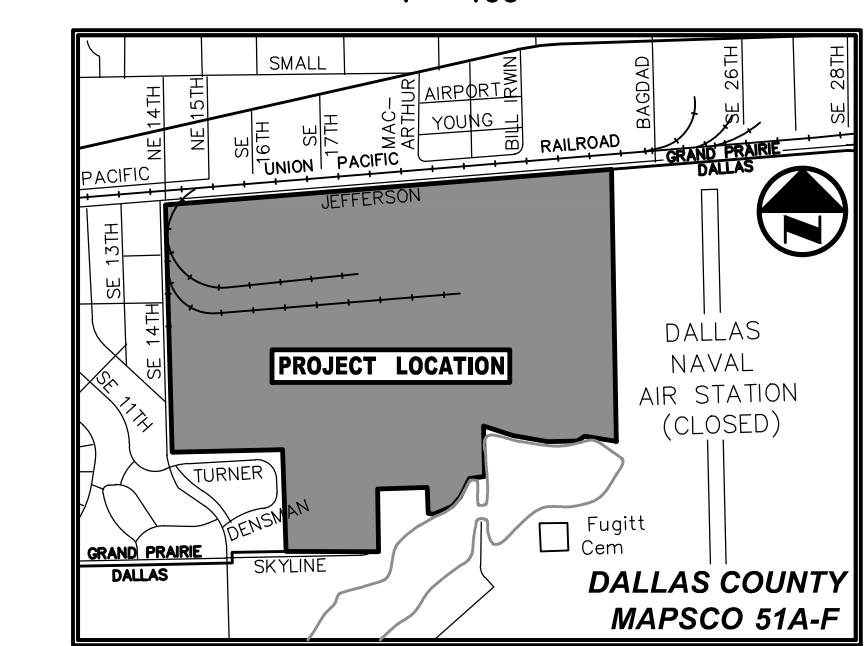 SMALL
NE 14TH
NE 15TH
SE 16TH
SE 17TH
MAC-ARTHUR
AIRPORT
YOUNG
BILL IRWIN
BAGDAD
SE 26TH
SE 28TH
PACIFIC
UNION PACIFIC RAILROAD
GRAND PRAIRIE
DALLAS
JEFFERSON
N
SE 13TH
SE 14TH
SE 11TH
PROJECT LOCATION
DALLAS
NAVAL
AIR STATION
(CLOSED)
TURNER
DENSMAN
GRAND PRAIRIE
DALLAS
SKYLINE
Fugitt
Cem
DALLAS COUNTY
MAPSCO 51A-F